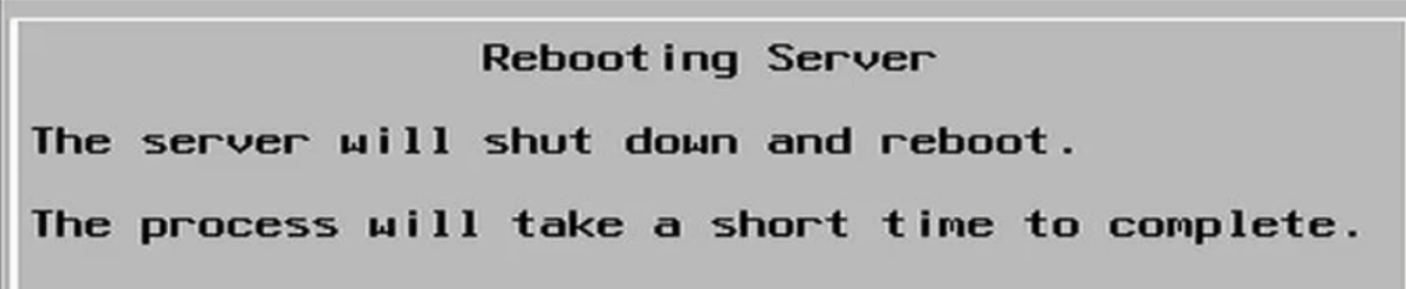 Rebooting Server
The server will shut down and reboot.
The process will take a short time to complete.